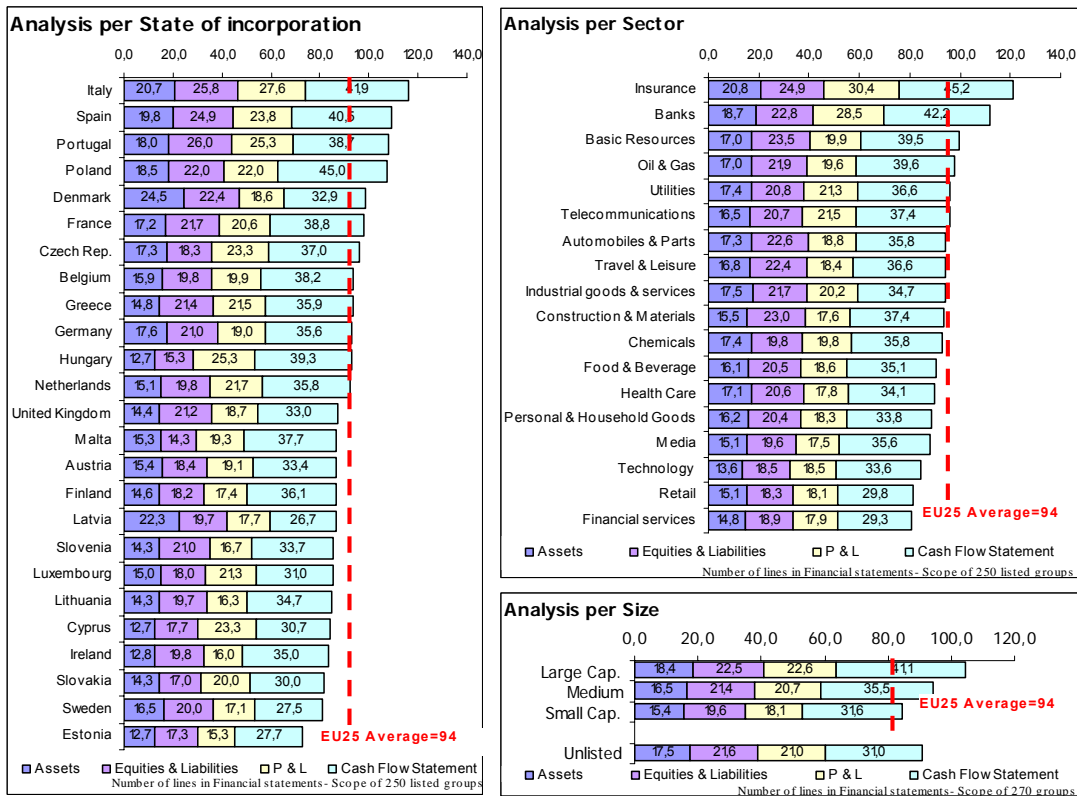 Analysis per State of incorporation
0,0 20,0 40,0 60,0 80,0 100,0 120,0 140,0
Italy 20,7 25,8 27,6 41,9
Spain 19,8 24,9 23,8 40,5
Portugal 18,0 26,0 25,3 38,7
Poland 18,5 22,0 22,0 45,0
Denmark 24,5 22,4 18,6 32,9
France 17,2 21,7 20,6 38,8
Czech Rep. 17,3 18,3 23,3 37,0
Belgium 15,9 19,8 19,9 38,2
Greece 14,8 21,4 21,5 35,9
Germany 17,6 21,0 19,0 35,6
Hungary 12,7 15,3 25,3 39,3
Netherlands 15,1 19,8 21,7 35,8
United Kingdom 14,4 21,2 18,7 33,0
Malta 15,3 14,3 19,3 37,7
Austria 15,4 18,4 19,1 33,4
Finland 14,6 18,2 17,4 36,1
Latvia 22,3 19,7 17,7 26,7
Slovenia 14,3 21,0 16,7 33,7
Luxembourg 15,0 18,0 21,3 31,0
Lithuania 14,3 19,7 16,3 34,7
Cyprus 12,7 17,7 23,3 30,7
Ireland 12,8 19,8 16,0 35,0
Slovakia 14,3 17,0 20,0 30,0
Sweden 16,5 20,0 17,1 27,5
Estonia 12,7 17,3 15,3 27,7
EU25 Average=94
Assets Equities & Liabilities P & L Cash Flow Statement
Number of lines in Financial statements- Scope of 250 listed groups
Analysis per Sector
0,0 20,0 40,0 60,0 80,0 100,0 120,0 140,0
Insurance 20,8 24,9 30,4 45,2
Banks 18,7 22,8 28,5 42,2
Basic Resources 17,0 23,5 19,9 39,5
Oil & Gas 17,0 21,9 19,6 39,6
Utilities 17,4 20,8 21,3 36,6
Telecommunications 16,5 20,7 21,5 37,4
Automobiles & Parts 17,3 22,6 18,8 35,8
Travel & Leisure 16,8 22,4 18,4 36,6
Industrial goods & services 17,5 21,7 20,2 34,7
Construction & Materials 15,5 23,0 17,6 37,4
Chemicals 17,4 19,8 19,8 35,8
Food & Beverage 16,1 20,5 18,6 35,1
Health Care 17,1 20,6 17,8 34,1
Personal & Household Goods 16,2 20,4 18,3 33,8
Media 15,1 19,6 17,5 35,6
Technology 13,6 18,5 18,5 33,6
Retail 15,1 18,3 18,1 29,8
Financial services 14,8 18,9 17,9 29,3
EU25 Average=94
Assets Equities & Liabilities P & L Cash Flow Statement
Number of lines in Financial statements- Scope of 250 listed groups
Analysis per Size
0,0 20,0 40,0 60,0 80,0 100,0 120,0
Large Cap. 18,4 22,5 22,6 41,1
Medium 16,5 21,4 20,7 35,5
Small Cap. 15,4 19,6 18,1 31,6
EU25 Average=94
Unlisted 17,5 21,6 21,0 31,0
Assets Equities & Liabilities P & L Cash Flow Statement
Number of lines in Financial statements- Scope of 270 groups